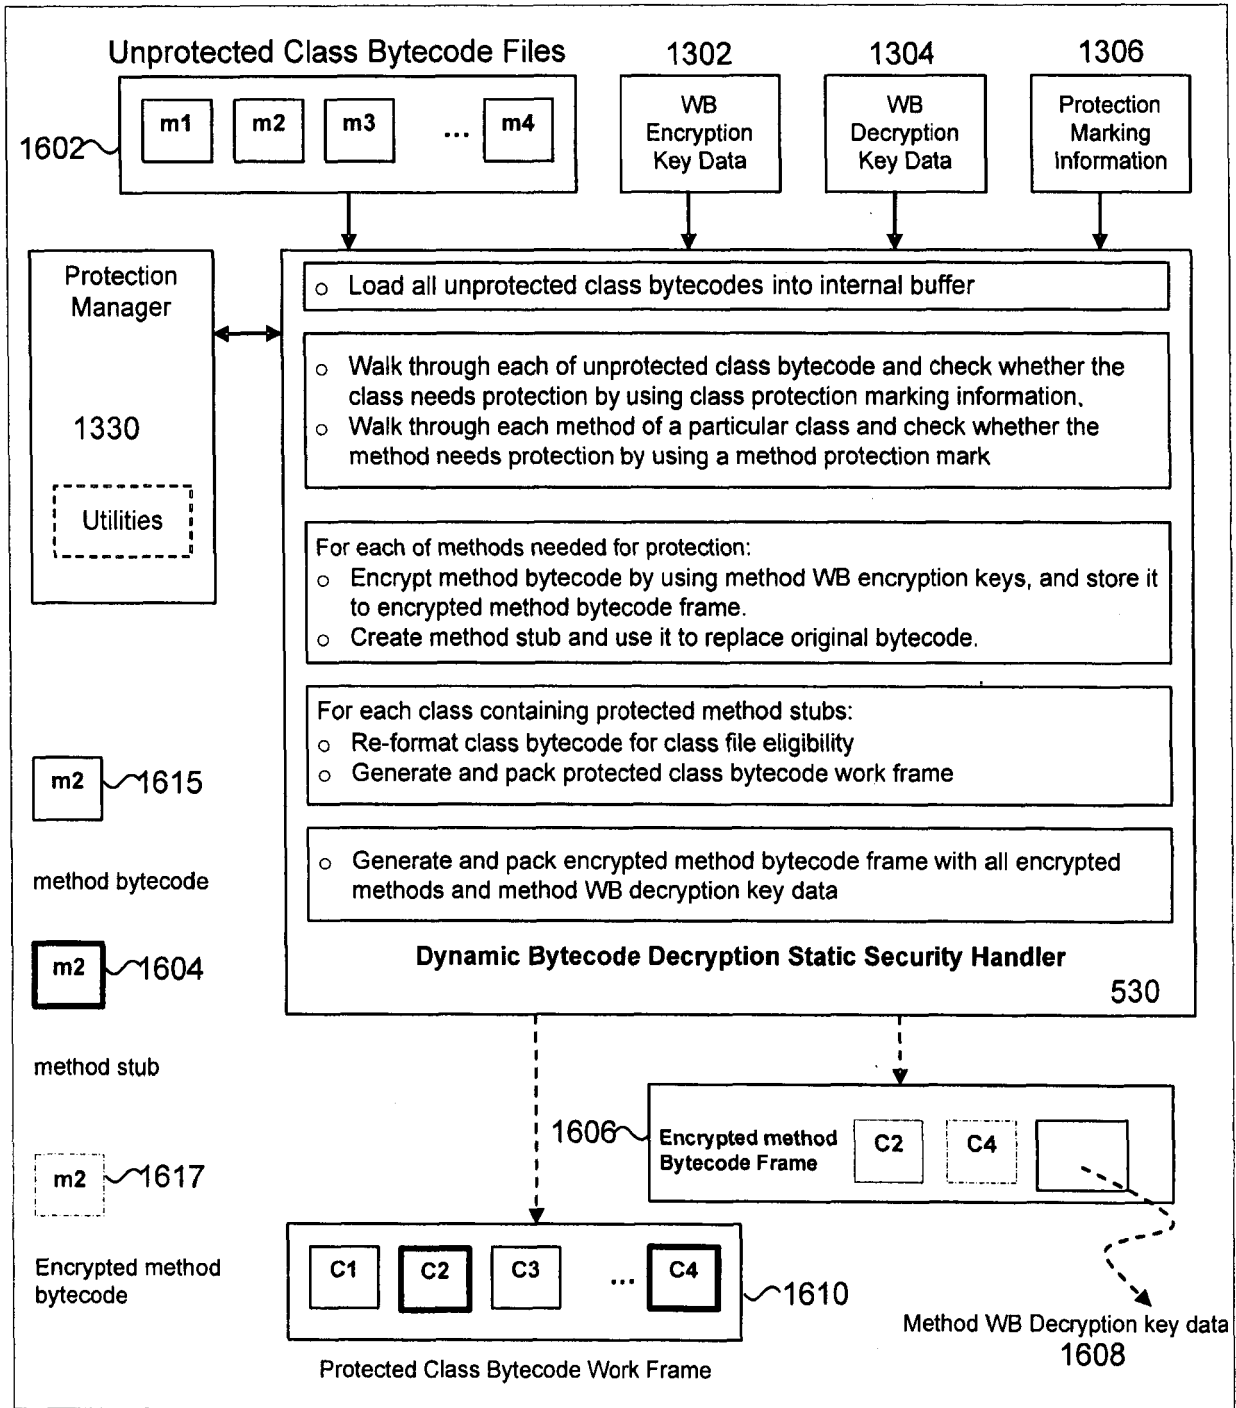 Unprotected Class Bytecode Files
1302
1304
1306
m1
m2
m3
...
m4
1602
WB
Encryption
Key Data
WB
Decryption
Key Data
Protection
Marking
Information
Protection
Manager
1330
Utilities
o Load all unprotected class bytecodes into internal buffer
o Walk through each of unprotected class bytecode and check whether the
class needs protection by using class protection marking information.
o Walk through each method of a particular class and check whether the
method needs protection by using a method protection mark
For each of methods needed for protection:
o Encrypt method bytecode by using method WB encryption keys, and store it
to encrypted method bytecode frame.
o Create method stub and use it to replace original bytecode.
For each class containing protected method stubs:
o Re-format class bytecode for class file eligibility
o Generate and pack protected class bytecode work frame
o Generate and pack encrypted method bytecode frame with all encrypted
methods and method WB decryption key data
Dynamic Bytecode Decryption Static Security Handler
530
m2
1615
method bytecode
m2
1604
method stub
m2
1617
Encrypted method
bytecode
1606
Encrypted method
Bytecode Frame
C2
C4
C1
C2
C3
...
C4
1610
Protected Class Bytecode Work Frame
Method WB Decryption key data
1608